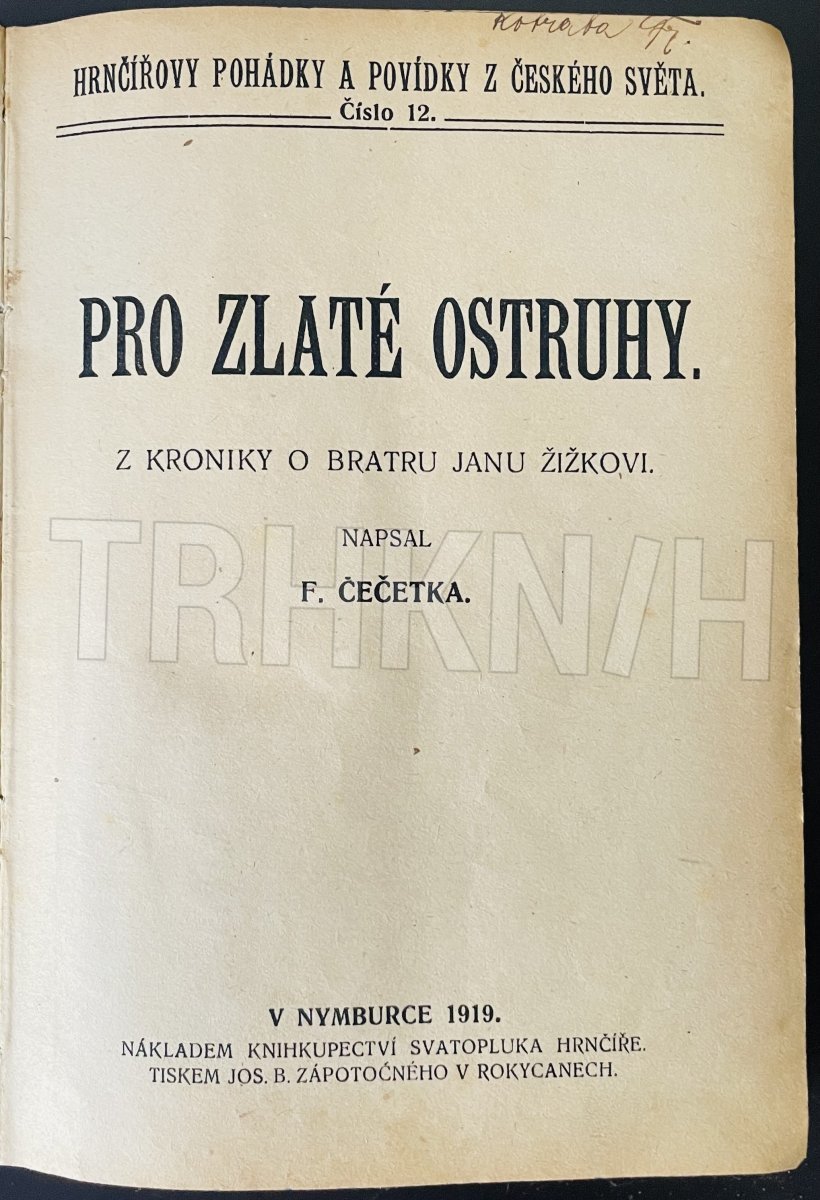 HRNČÍŘOVY POHÁDKY A POVÍDKY Z ČESKÉHO SVĚTA.
Číslo 12.
PRO ZLATÉ OSTRUHY.
Z KRONIKY O BRATRU JANU ŽIŽKOVI.
NAPSAL
F. ČEČETKA.
TRHKNIH
V NYMBURCE 1919.
NÁKLADEM KNIHKUPECTVÍ SVATOPLUKA HRNČÍŘE.
TISKEM JOS. B. ZÁPOTOČNÉHO V ROKYCANECH.